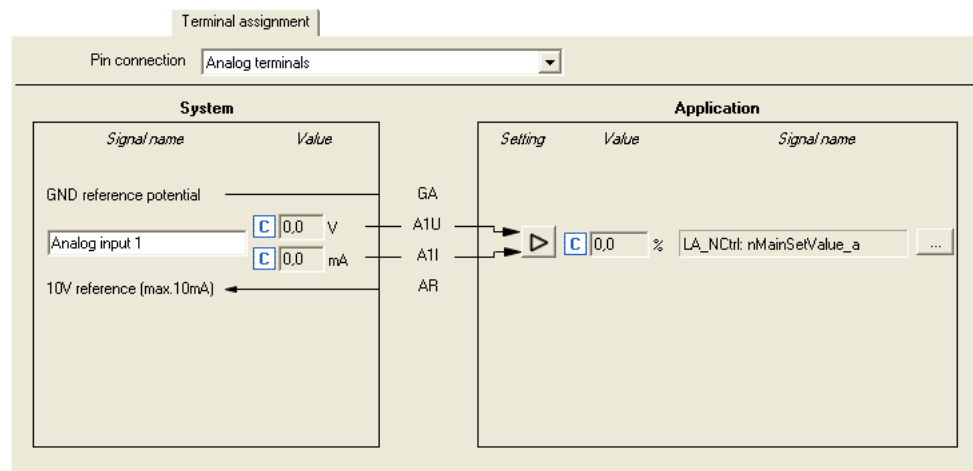 Terminal assignment
Pin connection Analog terminals
System Application
Signal name Value Setting Value Signal name
GND reference potential GA
C 0,0 V A1U
Analog input 1 C 0,0 % LA_NCtrl: nMainSetValue_a ...
C 0,0 mA A1I
10V reference (max.10mA) AR